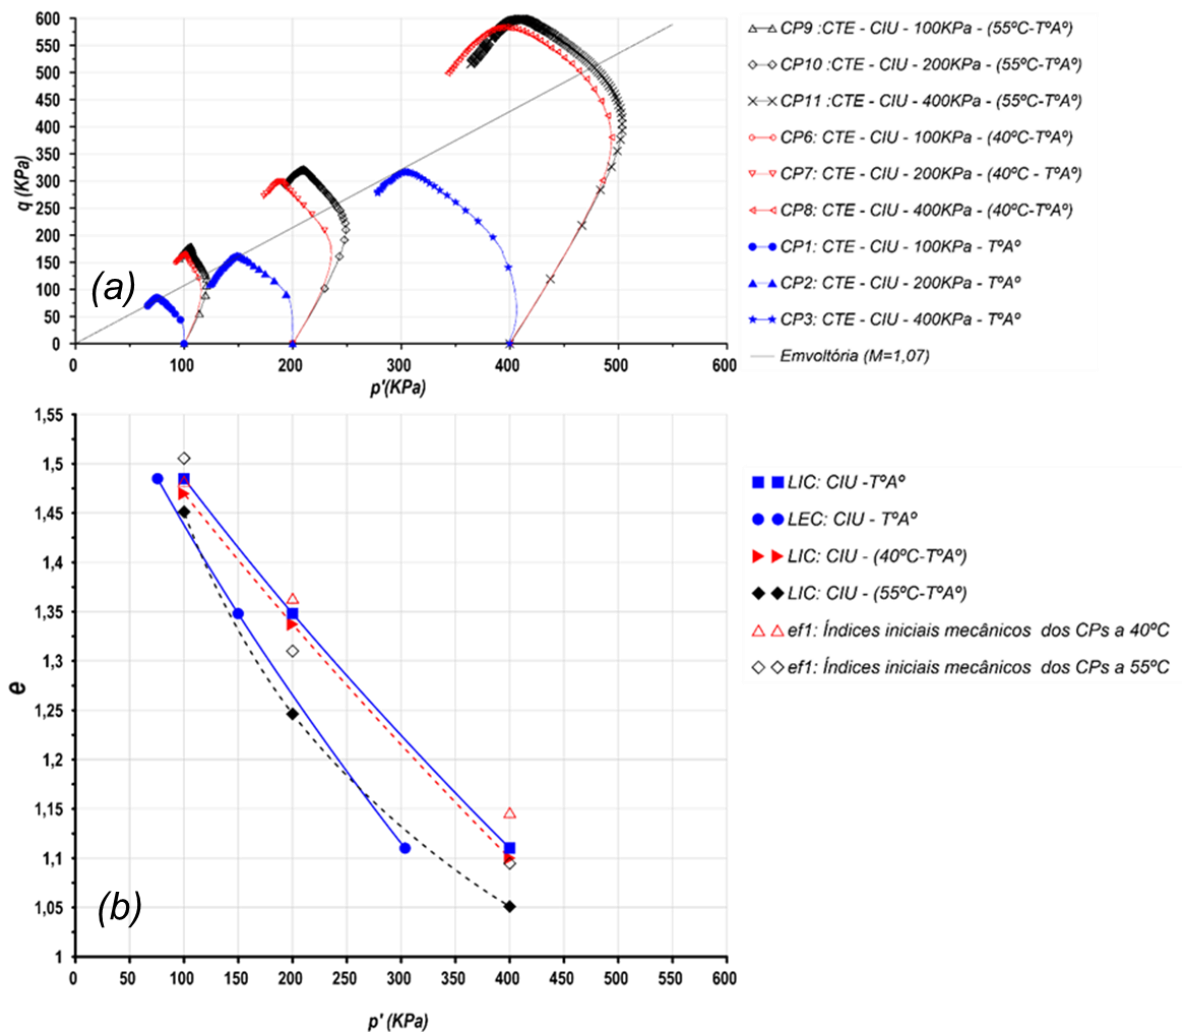 600
550
500
450
400
350
300
250
200
150
100
50
0
q (KPa)
(a)
0
100
200
300
400
500
600
p'(KPa)
CP9 :CTE - CIU - 100KPa - (55ºC-TºAº)
CP10 :CTE - CIU - 200KPa - (55ºC-TºAº)
CP11 :CTE - CIU - 400KPa - (55ºC-TºAº)
CP6: CTE - CIU - 100KPa - (40ºC-TºAº)
CP7: CTE - CIU - 200KPa - (40ºC - TºAº)
CP8: CTE - CIU - 400KPa - (40ºC-TºAº)
CP1: CTE - CIU - 100KPa - TºAº
CP2: CTE - CIU - 200KPa - TºAº
CP3: CTE - CIU - 400KPa - TºAº
Emvoltória (M=1,07)
1,55
1,5
1,45
1,4
1,35
1,3
1,25
1,2
1,15
1,1
1,05
1
e
(b)
0
50
100
150
200
250
300
350
400
450
500
550
600
p' (KPa)
LIC: CIU -TºAº
LEC: CIU - TºAº
LIC: CIU - (40ºC-TºAº)
LIC: CIU - (55ºC-TºAº)
ef1: Índices iniciais mecânicos dos CPs a 40ºC
ef1: Índices iniciais mecânicos dos CPs a 55ºC